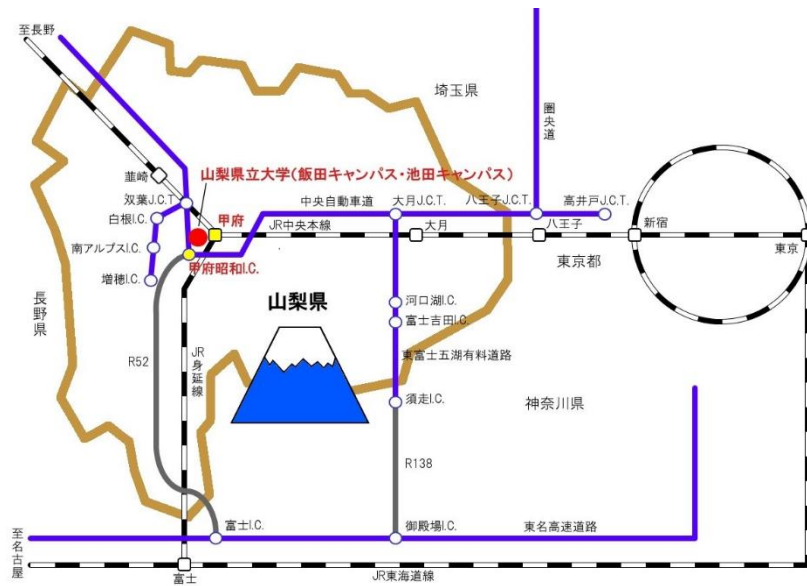 至長野
埼玉県
圏央道
山梨県立大学(飯田キャンパス・池田キャンパス)
韮崎
双葉J.C.T
中央自動車道
大月J.C.T.
八王子J.C.T.
高井戸J.C.T.
白根I.C.
甲府
JR中央本線
大月
八王子
新宿
東京
南アルプスI.C.
甲府昭和I.C.
東京都
増穂I.C.
長野県
山梨県
河口湖I.C.
富士吉田I.C.
R52
JR身延線
東富士五湖有料道路
須走I.C.
神奈川県
R138
富士I.C.
御殿場I.C.
東名高速道路
至名古屋
富士
JR東海道線